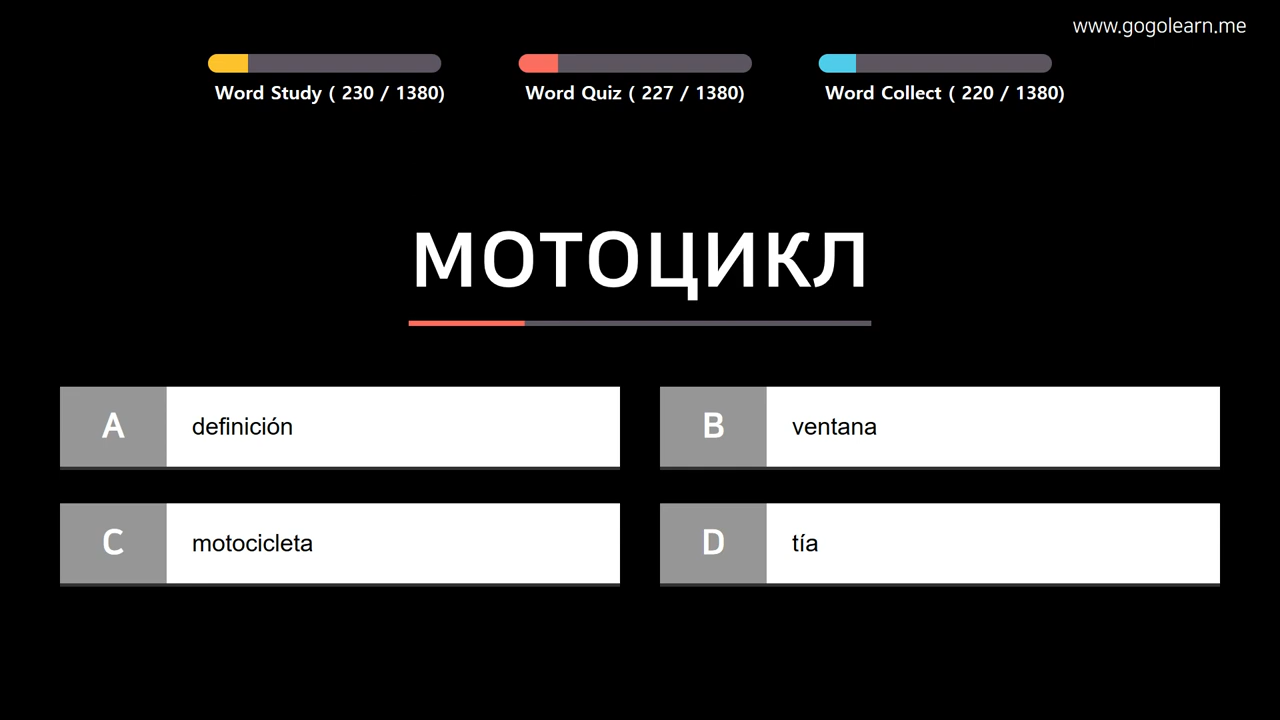 www.gogolearn.me
Word Study ( 230 / 1380)
Word Quiz ( 227 / 1380)
Word Collect ( 220 / 1380)
мотоцикл
A
definición
B
ventana
C
motocicleta
D
tía